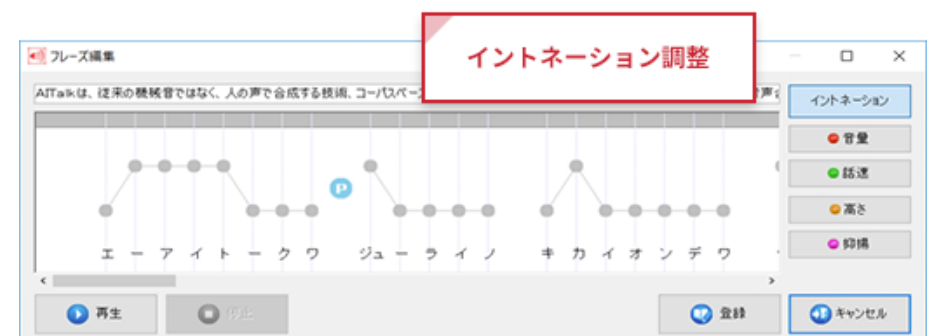 イントネーション調整
フレーズ編集
AITalkは、従来の機械音ではなく、人の声で合成する技術、コーパスベー
声
イントネーション
音量
話速
高さ
抑揚
P
エ ー ア イ ト ー ク ワ ジュ ー ラ イ ノ キ カ イ オ ン デ ワ
再生
停止
登録
キャンセル